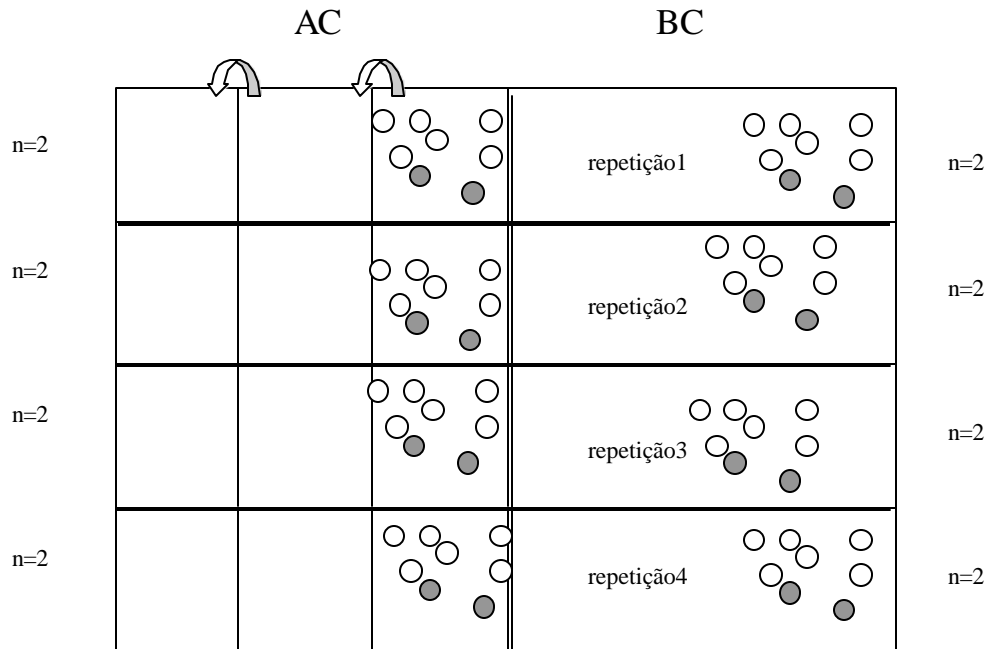 AC
BC
n=2
repetição1
n=2
n=2
repetição2
n=2
n=2
repetição3
n=2
n=2
repetição4
n=2